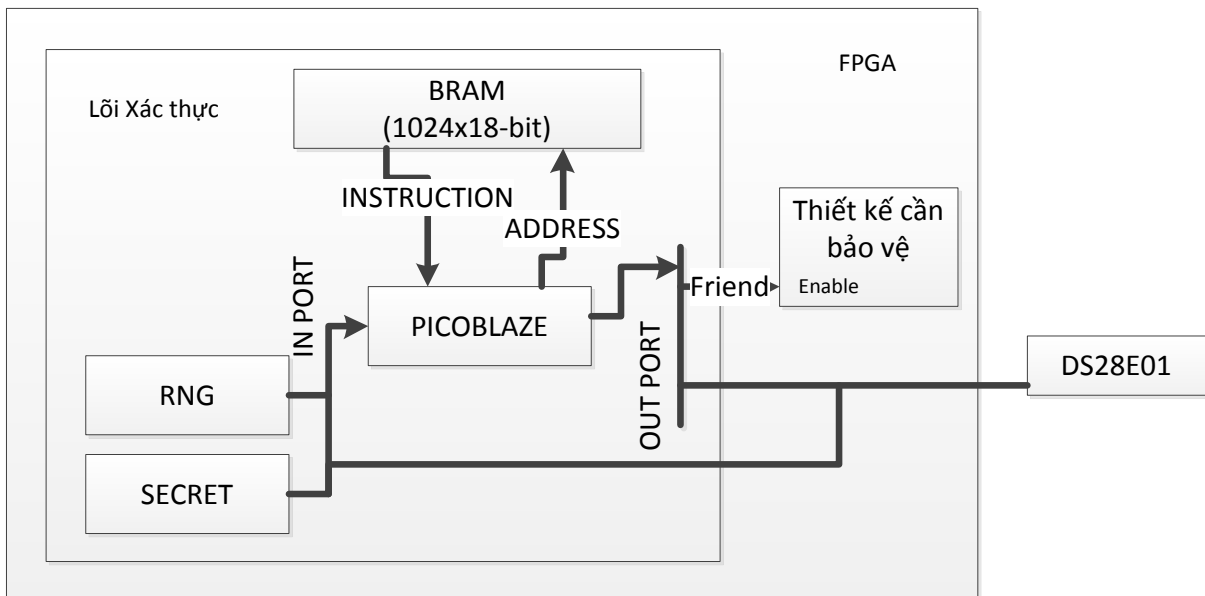 FPGA
Lõi Xác thực
BRAM
(1024x18-bit)
INSTRUCTION
ADDRESS
Thiết kế cần
bảo vệ
Enable
Friend
IN PORT
PICOBLAZE
OUT PORT
RNG
DS28E01
SECRET